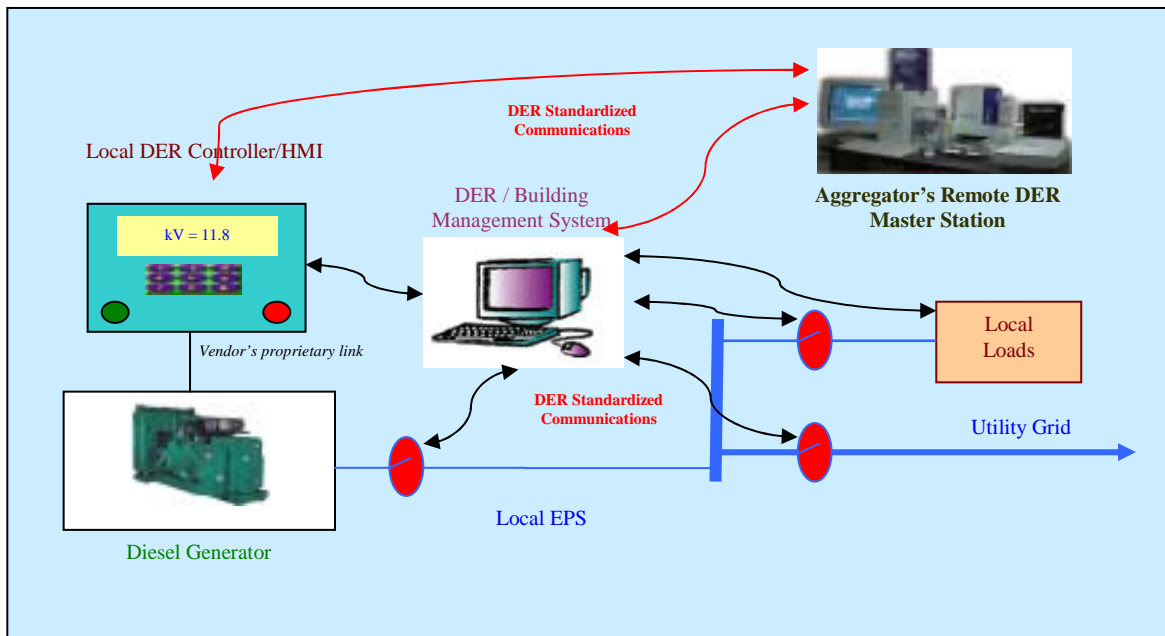 DER Standardized
Communications
Local DER Controller/HMI
Aggregator's Remote DER
Master Station
DER / Building
Management System
kV = 11.8
Vendor's proprietary link
Local
Loads
DER Standardized
Communications
Utility Grid
Local EPS
Diesel Generator